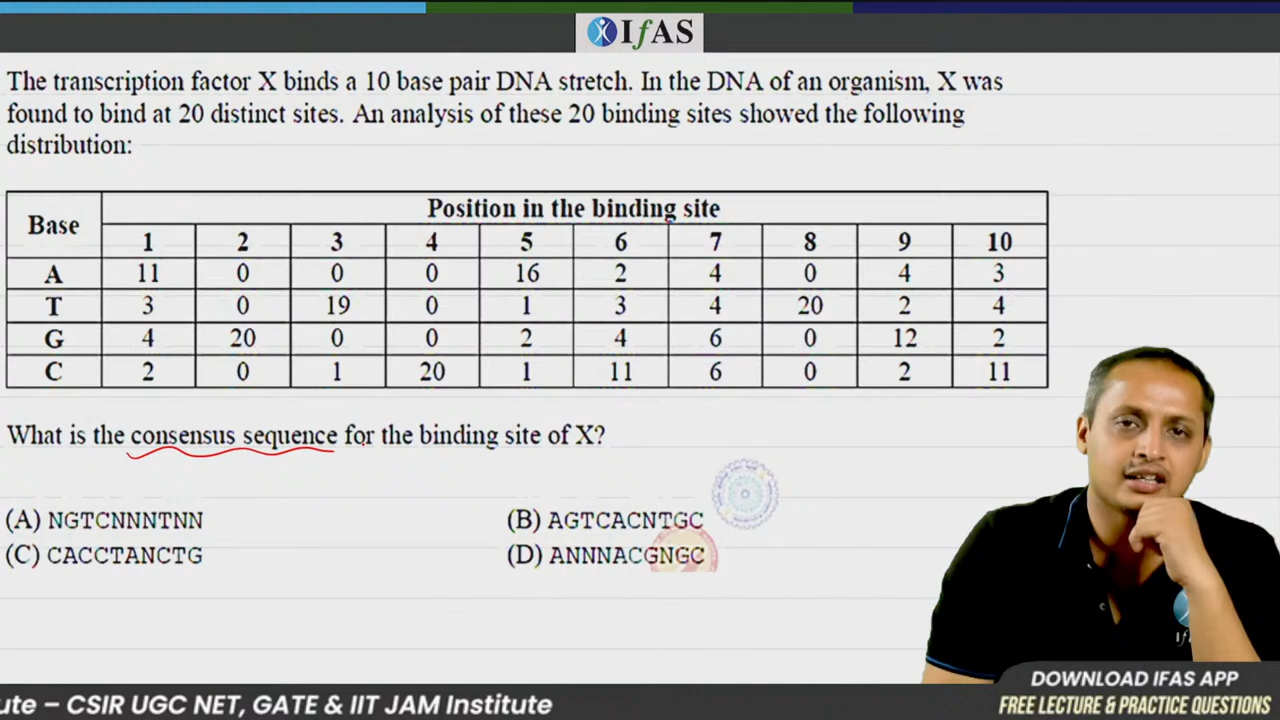 IfAS
The transcription factor X binds a 10 base pair DNA stretch. In the DNA of an organism, X was
found to bind at 20 distinct sites. An analysis of these 20 binding sites showed the following
distribution:
Base Position in the binding site
1 2 3 4 5 6 7 8 9 10
A 11 0 0 0 16 2 4 0 4 3
T 3 0 19 0 1 3 4 20 2 4
G 4 20 0 0 2 4 6 0 12 2
C 2 0 1 20 1 11 6 0 2 11
What is the consensus sequence for the binding site of X?
(A) NGTCNNNTNN (B) AGTCACNTGC
(C) CACCTANCTG (D) ANNNACGNGC
DOWNLOAD IFAS APP
FREE LECTURE & PRACTICE QUESTIONS
ute – CSIR UGC NET, GATE & IIT JAM Institute